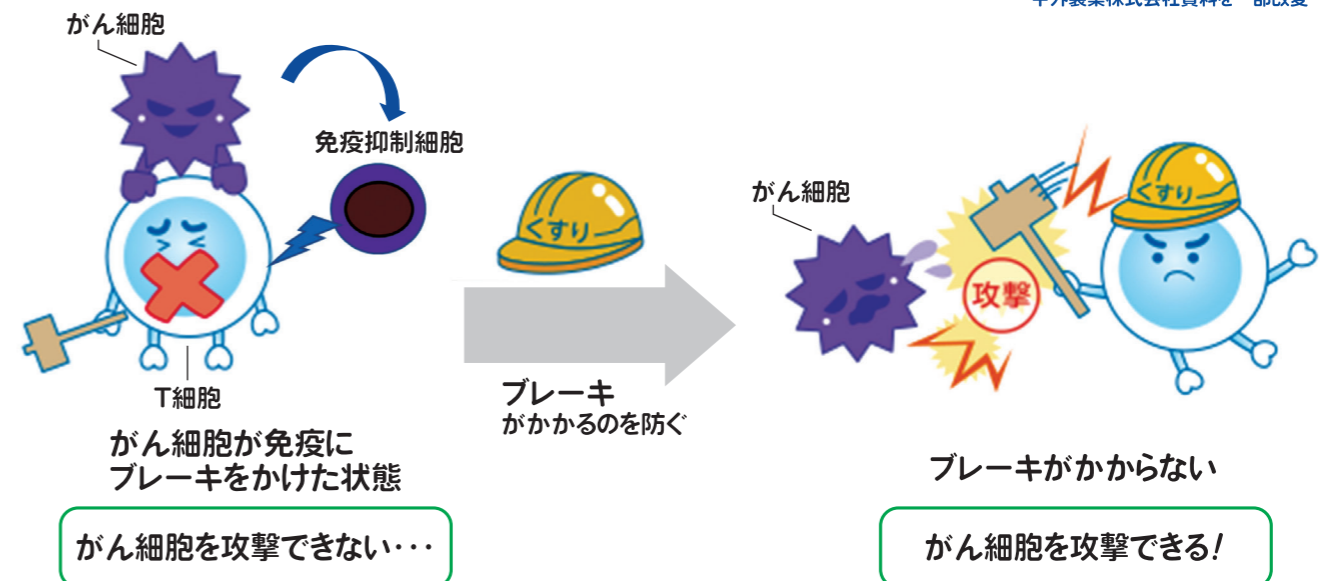 がん細胞
免疫抑制細胞
T細胞
がん細胞が免疫に
ブレーキをかけた状態
がん細胞を攻撃できない･･･
くすり
ブレーキ
がかかるのを防ぐ
がん細胞
攻撃
くすり
ブレーキがかからない
がん細胞を攻撃できる!